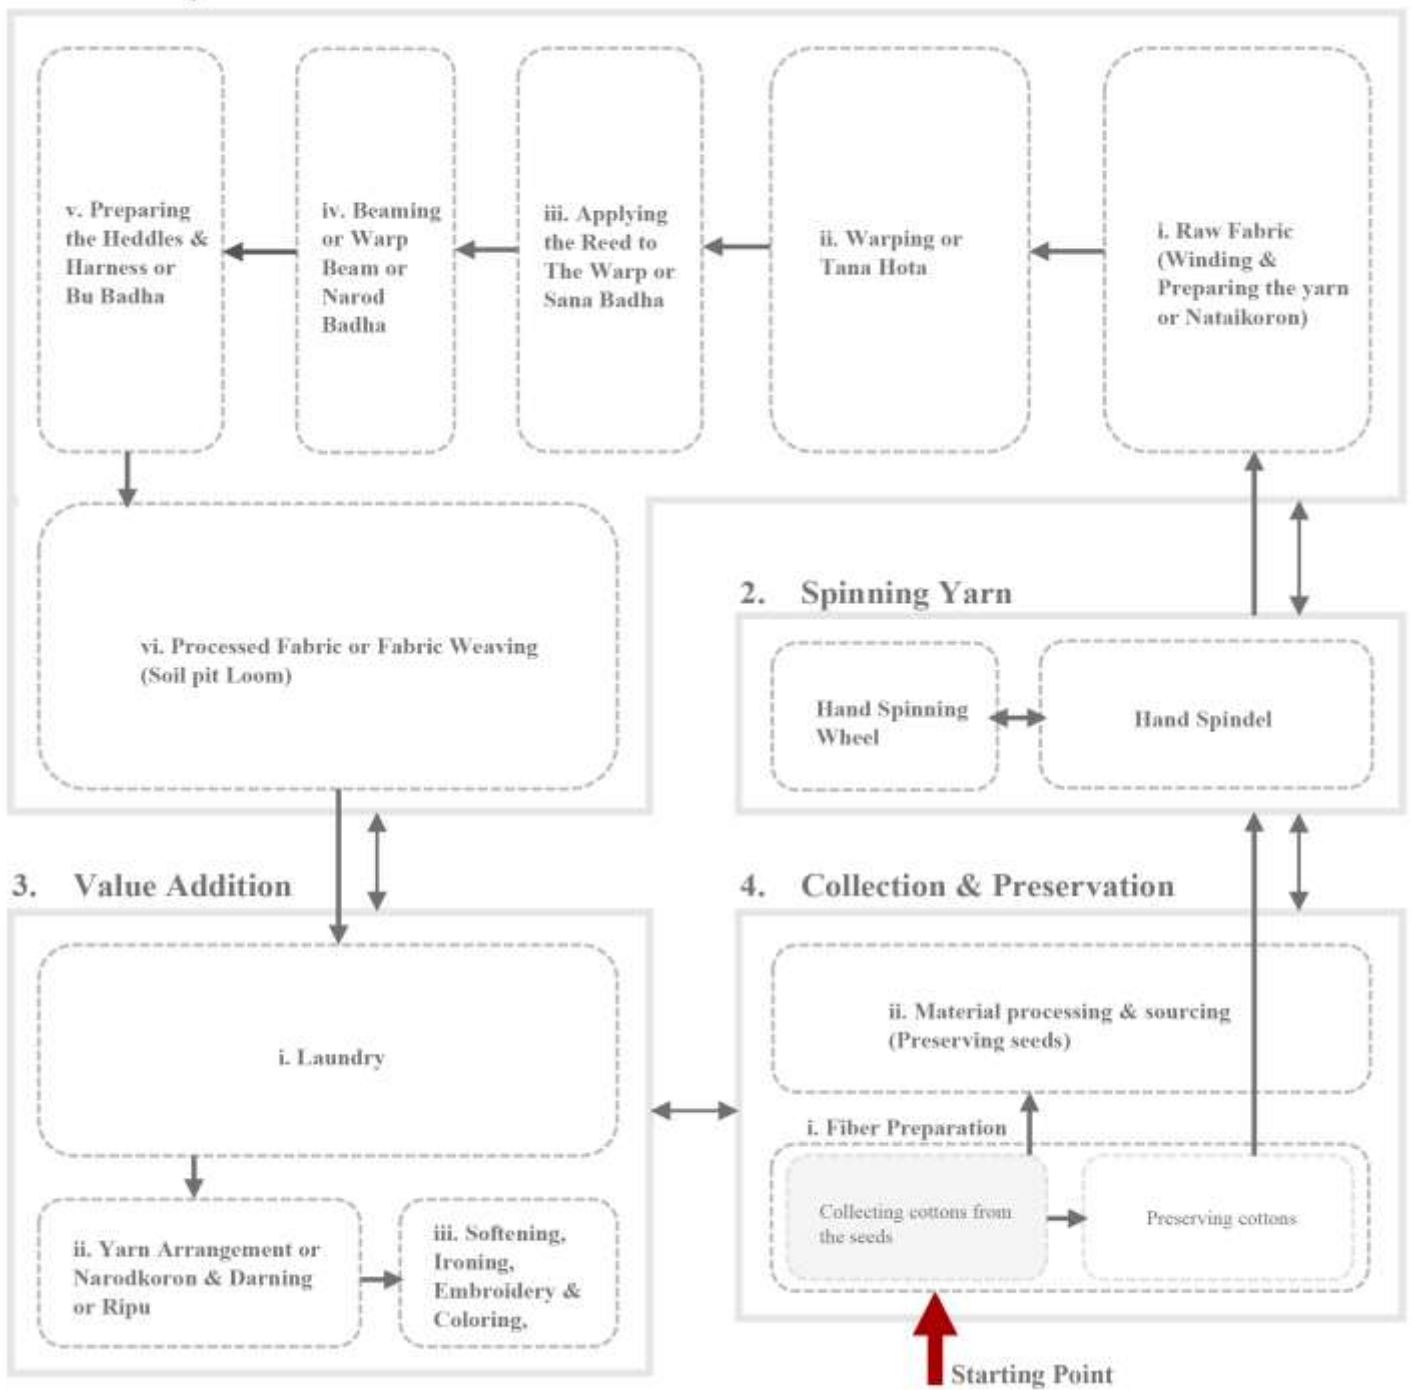 v. Preparing
the Heddles &
Harness or
Bu Badha
iv. Beaming
or Warp
Beam or
Narod
Badha
iii. Applying
the Reed to
The Warp or
Sana Badha
ii. Warping or
Tana Hota
i. Raw Fabric
(Winding &
Preparing the yarn
or Nataikoron)
vi. Processed Fabric or Fabric Weaving
(Soil pit Loom)
2. Spinning Yarn
Hand Spinning
Wheel
Hand Spindel
3. Value Addition
i. Laundry
ii. Yarn Arrangement or
Narodkoron & Darning
or Ripu
iii. Softening,
Ironing,
Embroidery &
Coloring,
4. Collection & Preservation
ii. Material processing & sourcing
(Preserving seeds)
i. Fiber Preparation
Collecting cottons from
the seeds
Preserving cottons
Starting Point